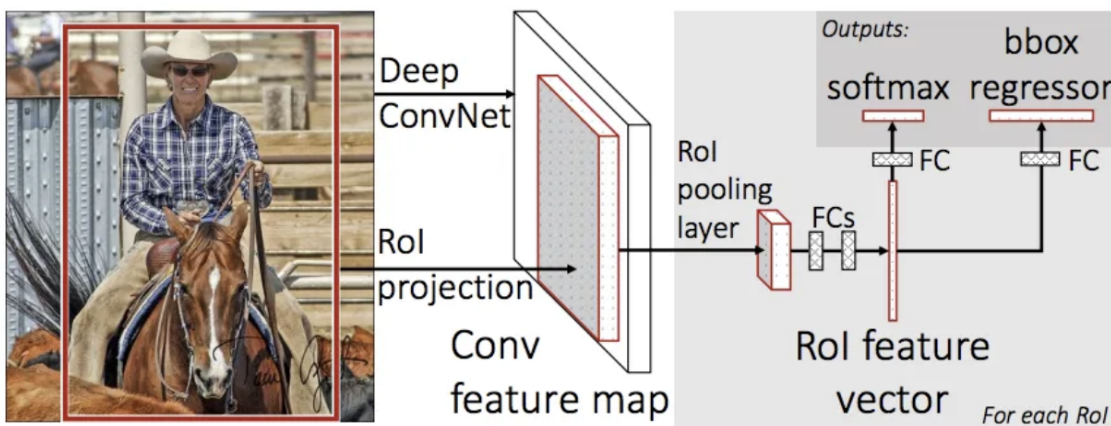 Deep
ConvNet
RoI
projection
Conv
feature map
RoI
pooling
layer
FCs
RoI feature
vector
For each RoI
Outputs:
softmax
bbox
regressor
FC
FC